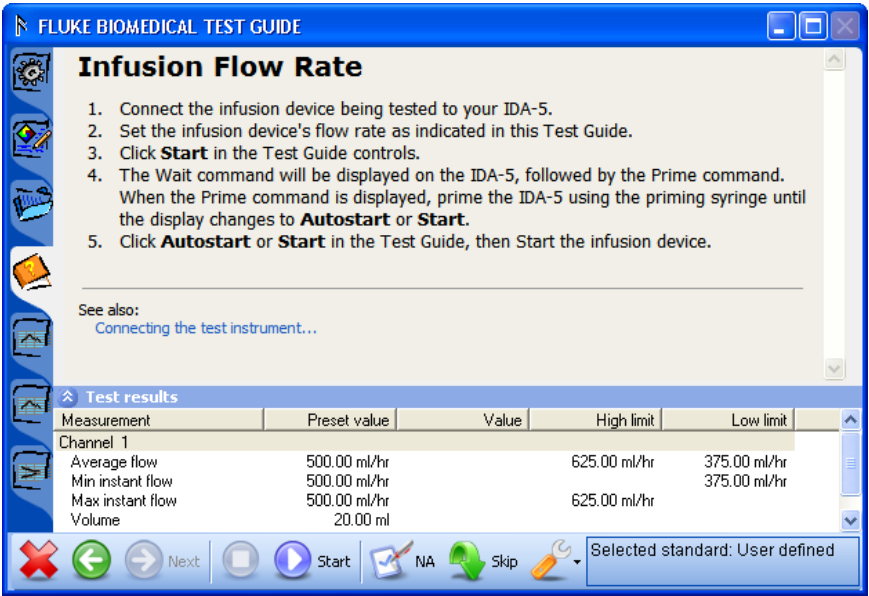 FLUKE BIOMEDICAL TEST GUIDE
Infusion Flow Rate
1. Connect the infusion device being tested to your IDA-5.
2. Set the infusion device's flow rate as indicated in this Test Guide.
3. Click Start in the Test Guide controls.
4. The Wait command will be displayed on the IDA-5, followed by the Prime command.
When the Prime command is displayed, prime the IDA-5 using the priming syringe until
the display changes to Autostart or Start.
5. Click Autostart or Start in the Test Guide, then Start the infusion device.
See also:
Connecting the test instrument...
Test results
Measurement Preset value Value High limit Low limit
Channel 1
Average flow 500.00 ml/hr 625.00 ml/hr 375.00 ml/hr
Min instant flow 500.00 ml/hr 375.00 ml/hr
Max instant flow 500.00 ml/hr 625.00 ml/hr
Volume 20.00 ml
Next Start NA Skip Selected standard: User defined